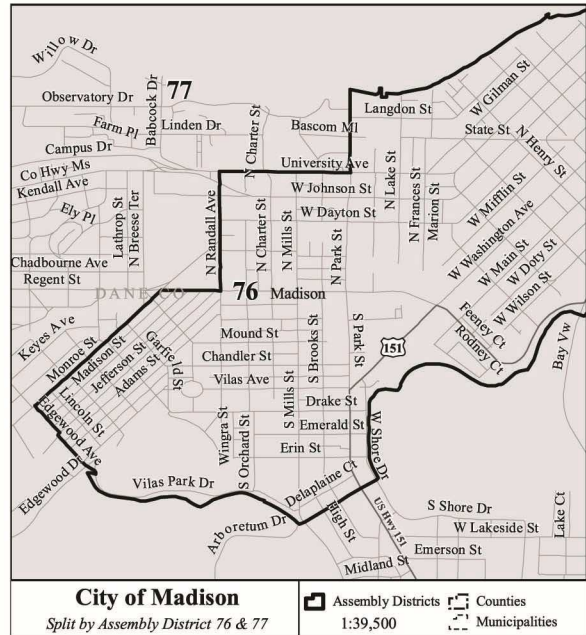 Willow Dr
Observatory Dr
Babcock Dr
77
Farm Pl
Linden Dr
Campus Dr
N Charter St
Bascom Ml
Langdon St
W Gilman St
State St
N Henry St
Co Hwy Ms
University Ave
Kendall Ave
W Johnson St
N Lake St
N Frances St
Marion St
W Dayton St
W Mifflin St
W Washington Ave
Ely Pl
Lathrop St
N Breese Ter
N Randall Ave
N Charter St
N Mills St
N Park St
W Main St
W Doty St
W Wilson St
Chadbourne Ave
Regent St
DANE CO
76
Madison
Keyes Ave
Monroe St
Madison St
Jefferson St
Adams St
Garfield St
Mound St
Chandler St
Vilas Ave
S Brooks St
S Park St
151
Feeney Ct
Rodney Ct
Bay Vw
Lincoln St
Edgewood Ave
Edgewood Dr
Wingra St
S Orchard St
S Mills St
Drake St
Emerald St
Erin St
W Shore Dr
Vilas Park Dr
Delaplaine Ct
Arboretum Dr
High St
US Hwy 151
S Shore Dr
W Lakeside St
Lake Ct
Emerson St
Midland St
City of Madison
Split by Assembly District 76 & 77
Assembly Districts
Counties
1:39,500
Municipalities